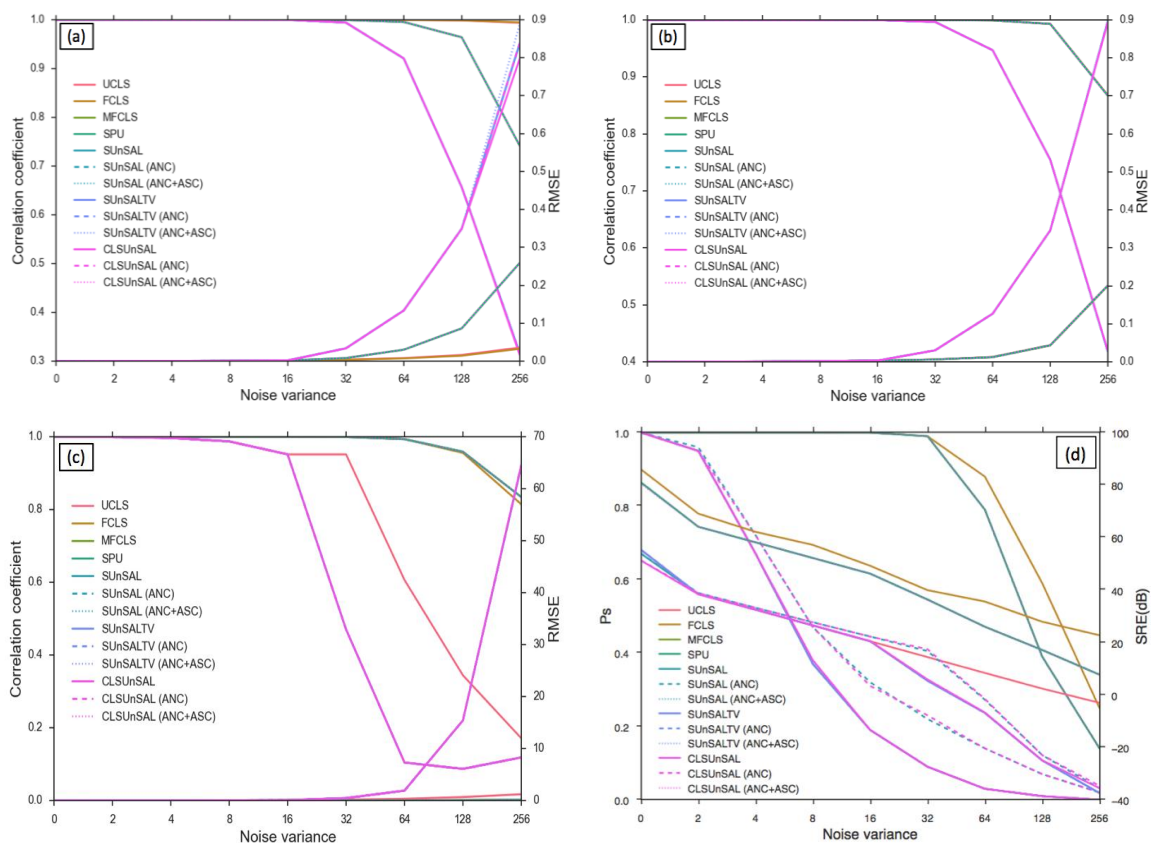 (a)
1.0
0.9
0.8
0.7
0.6
0.5
0.4
0.3
Correlation coefficient
UCLS
FCLS
MFCLS
SPU
SUnSAL
SUnSAL (ANC)
SUnSAL (ANC+ASC)
SUnSALTV
SUnSALTV (ANC)
SUnSALTV (ANC+ASC)
CLSUnSAL
CLSUnSAL (ANC)
CLSUnSAL (ANC+ASC)
0.9
0.8
0.7
0.6
0.5
0.4
0.3
0.2
0.1
0.0
RMSE
0 2 4 8 16 32 64 128 256
Noise variance
(b)
1.0
0.9
0.8
0.7
0.6
0.5
0.4
Correlation coefficient
UCLS
FCLS
MFCLS
SPU
SUnSAL
SUnSAL (ANC)
SUnSAL (ANC+ASC)
SUnSALTV
SUnSALTV (ANC)
SUnSALTV (ANC+ASC)
CLSUnSAL
CLSUnSAL (ANC)
CLSUnSAL (ANC+ASC)
0.9
0.8
0.7
0.6
0.5
0.4
0.3
0.2
0.1
0.0
RMSE
0 2 4 8 16 32 64 128 256
Noise variance
(c)
1.0
0.8
0.6
0.4
0.2
0.0
Correlation coefficient
UCLS
FCLS
MFCLS
SPU
SUnSAL
SUnSAL (ANC)
SUnSAL (ANC+ASC)
SUnSALTV
SUnSALTV (ANC)
SUnSALTV (ANC+ASC)
CLSUnSAL
CLSUnSAL (ANC)
CLSUnSAL (ANC+ASC)
70
60
50
40
30
20
10
0
RMSE
0 2 4 8 16 32 64 128 256
Noise variance
(d)
1.0
0.8
0.6
0.4
0.2
0.0
Ps
UCLS
FCLS
MFCLS
SPU
SUnSAL
SUnSAL (ANC)
SUnSAL (ANC+ASC)
SUnSALTV
SUnSALTV (ANC)
SUnSALTV (ANC+ASC)
CLSUnSAL
CLSUnSAL (ANC)
CLSUnSAL (ANC+ASC)
100
80
60
40
20
0
-20
-40
SRE(dB)
0 2 4 8 16 32 64 128 256
Noise variance